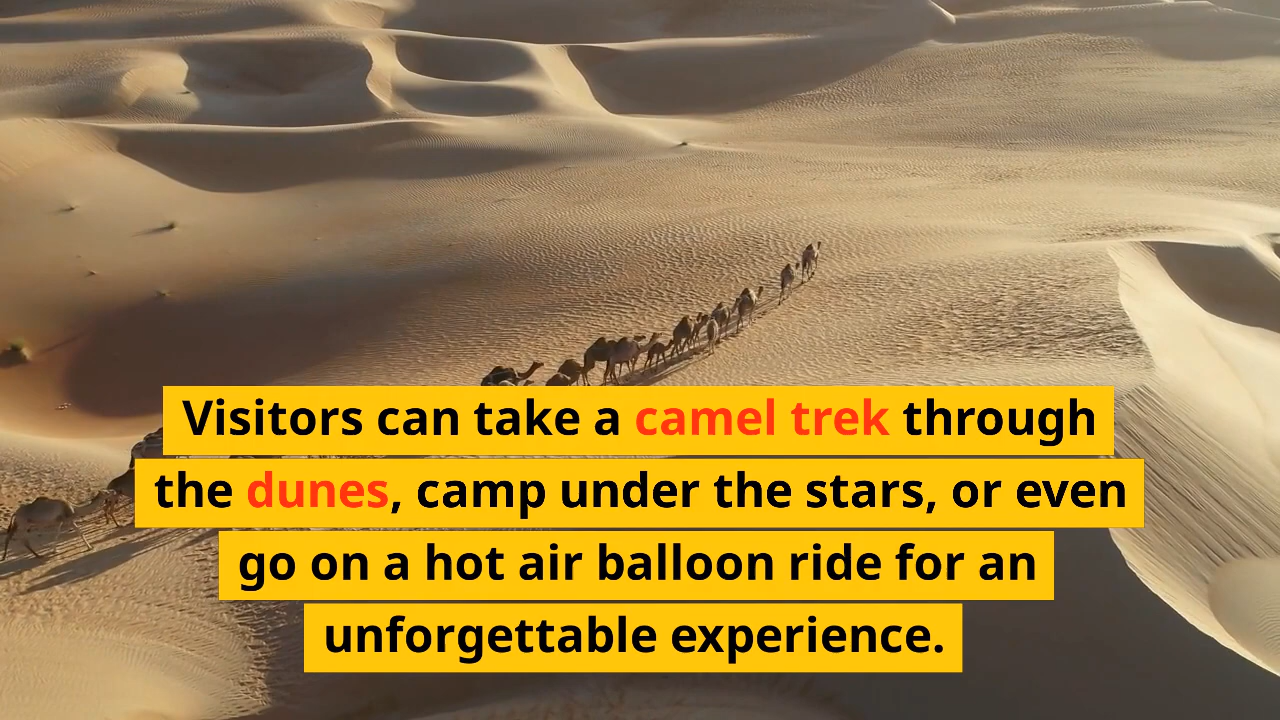 Visitors can take a camel trek through
the dunes, camp under the stars, or even
go on a hot air balloon ride for an
unforgettable experience.